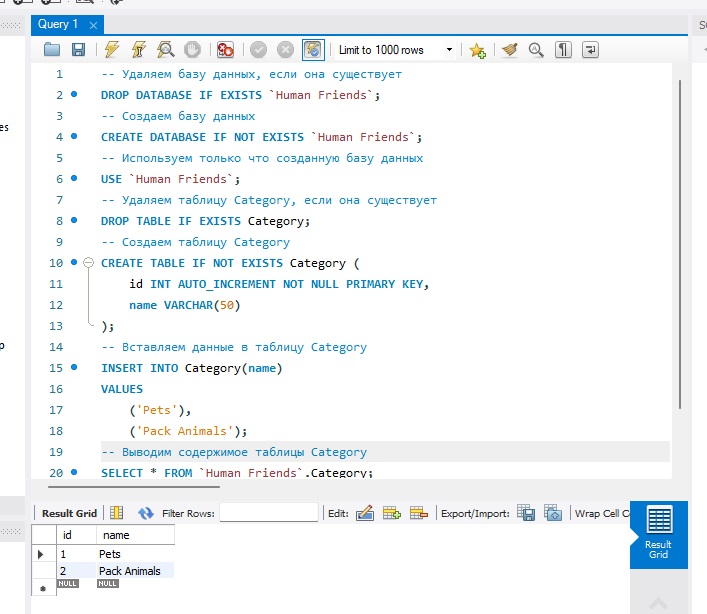 Query 1
Limit to 1000 rows
1 -- Удаляем базу данных, если она существует
2 DROP DATABASE IF EXISTS `Human Friends`;
3 -- Создаем базу данных
4 CREATE DATABASE IF NOT EXISTS `Human Friends`;
5 -- Используем только что созданную базу данных
6 USE `Human Friends`;
7 -- Удаляем таблицу Category, если она существует
8 DROP TABLE IF EXISTS Category;
9 -- Создаем таблицу Category
10 CREATE TABLE IF NOT EXISTS Category (
11 id INT AUTO_INCREMENT NOT NULL PRIMARY KEY,
12 name VARCHAR(50)
13 );
14 -- Вставляем данные в таблицу Category
15 INSERT INTO Category(name)
16 VALUES
17 ('Pets'),
18 ('Pack Animals');
19 -- Выводим содержимое таблицы Category
20 SELECT * FROM `Human Friends`.Category;
Result Grid Filter Rows: Edit: Export/Import: Wrap Cell C
id name
1 Pets
2 Pack Animals
NULL NULL
Result
Grid